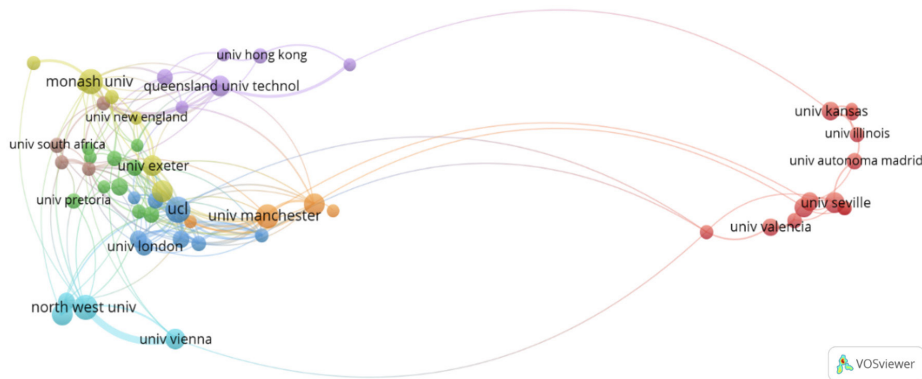 univ hong kong
monash univ
queensland univ technol
univ kansas
univ new england
univ illinois
univ south africa
univ autonoma madrid
univ exeter
univ pretoria
univ seville
ucl
univ manchester
univ valencia
univ london
north west univ
univ vienna
VOSviewer